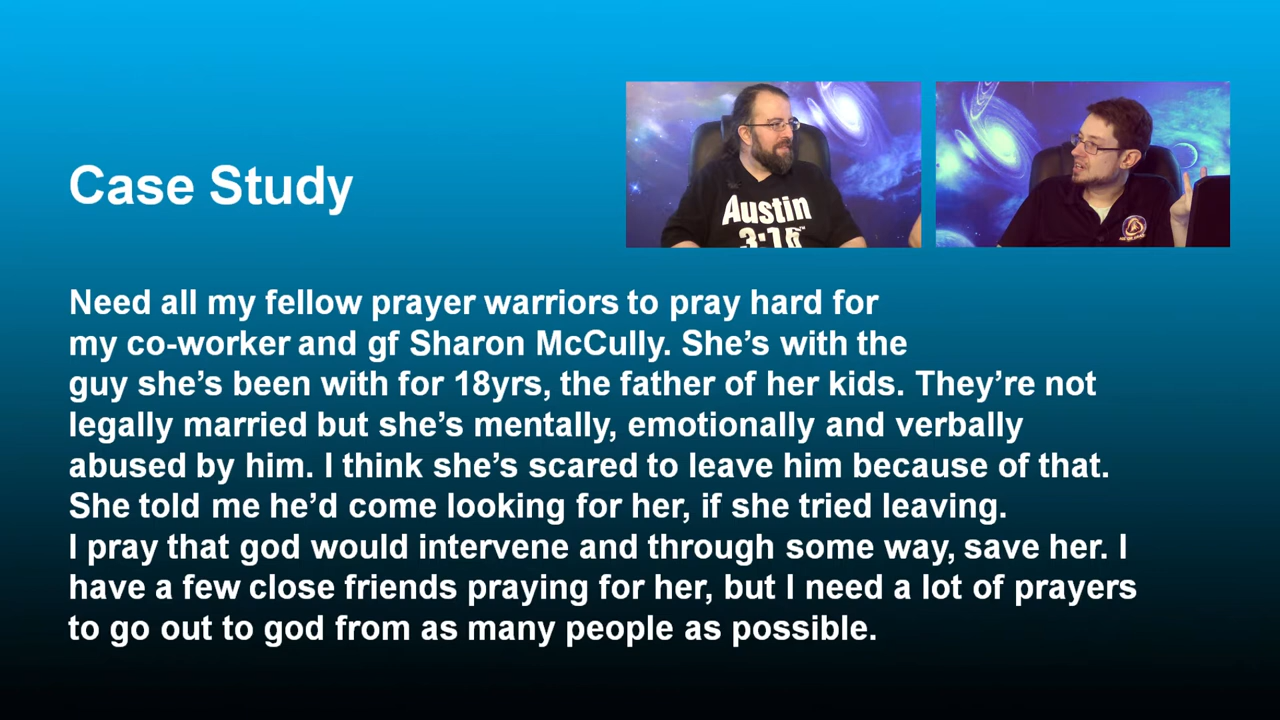 Austin
3:16
Case Study
Need all my fellow prayer warriors to pray hard for
my co-worker and gf Sharon McCully. She’s with the
guy she’s been with for 18yrs, the father of her kids. They’re not
legally married but she’s mentally, emotionally and verbally
abused by him. I think she’s scared to leave him because of that.
She told me he’d come looking for her, if she tried leaving.
I pray that god would intervene and through some way, save her. I
have a few close friends praying for her, but I need a lot of prayers
to go out to god from as many people as possible.